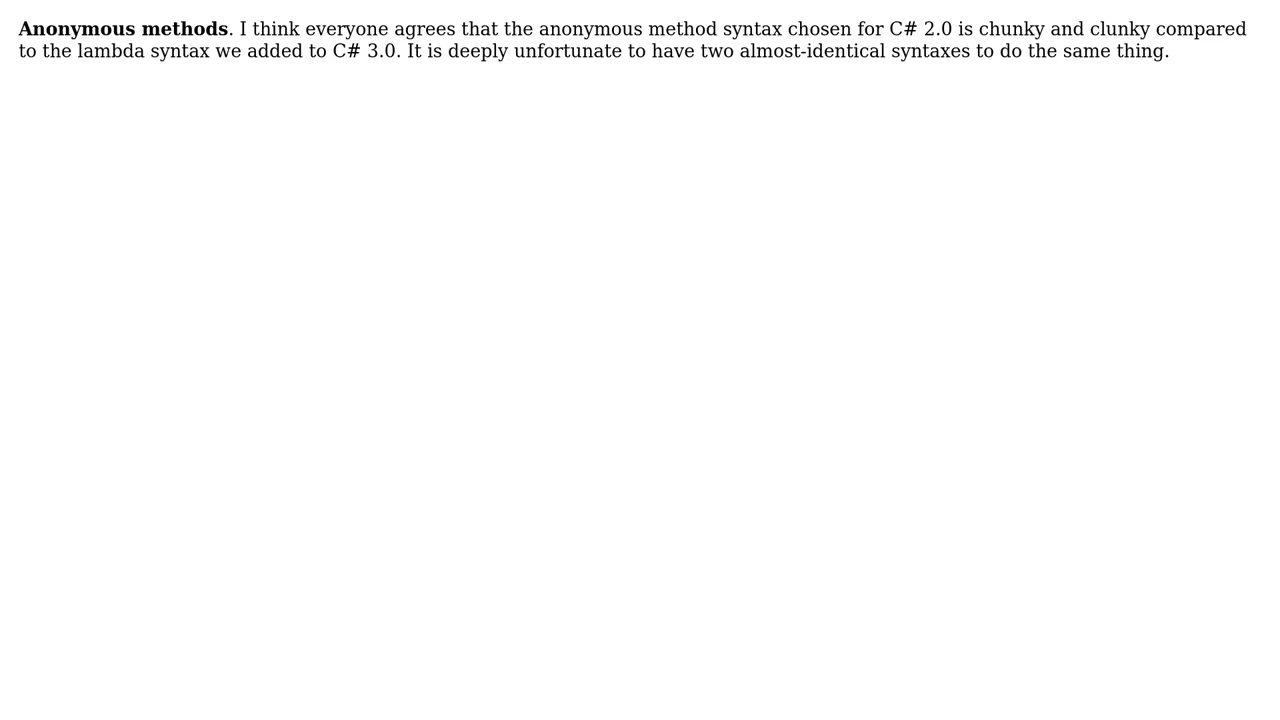 Anonymous methods. I think everyone agrees that the anonymous method syntax chosen for C# 2.0 is chunky and clunky compared
to the lambda syntax we added to C# 3.0. It is deeply unfortunate to have two almost-identical syntaxes to do the same thing.